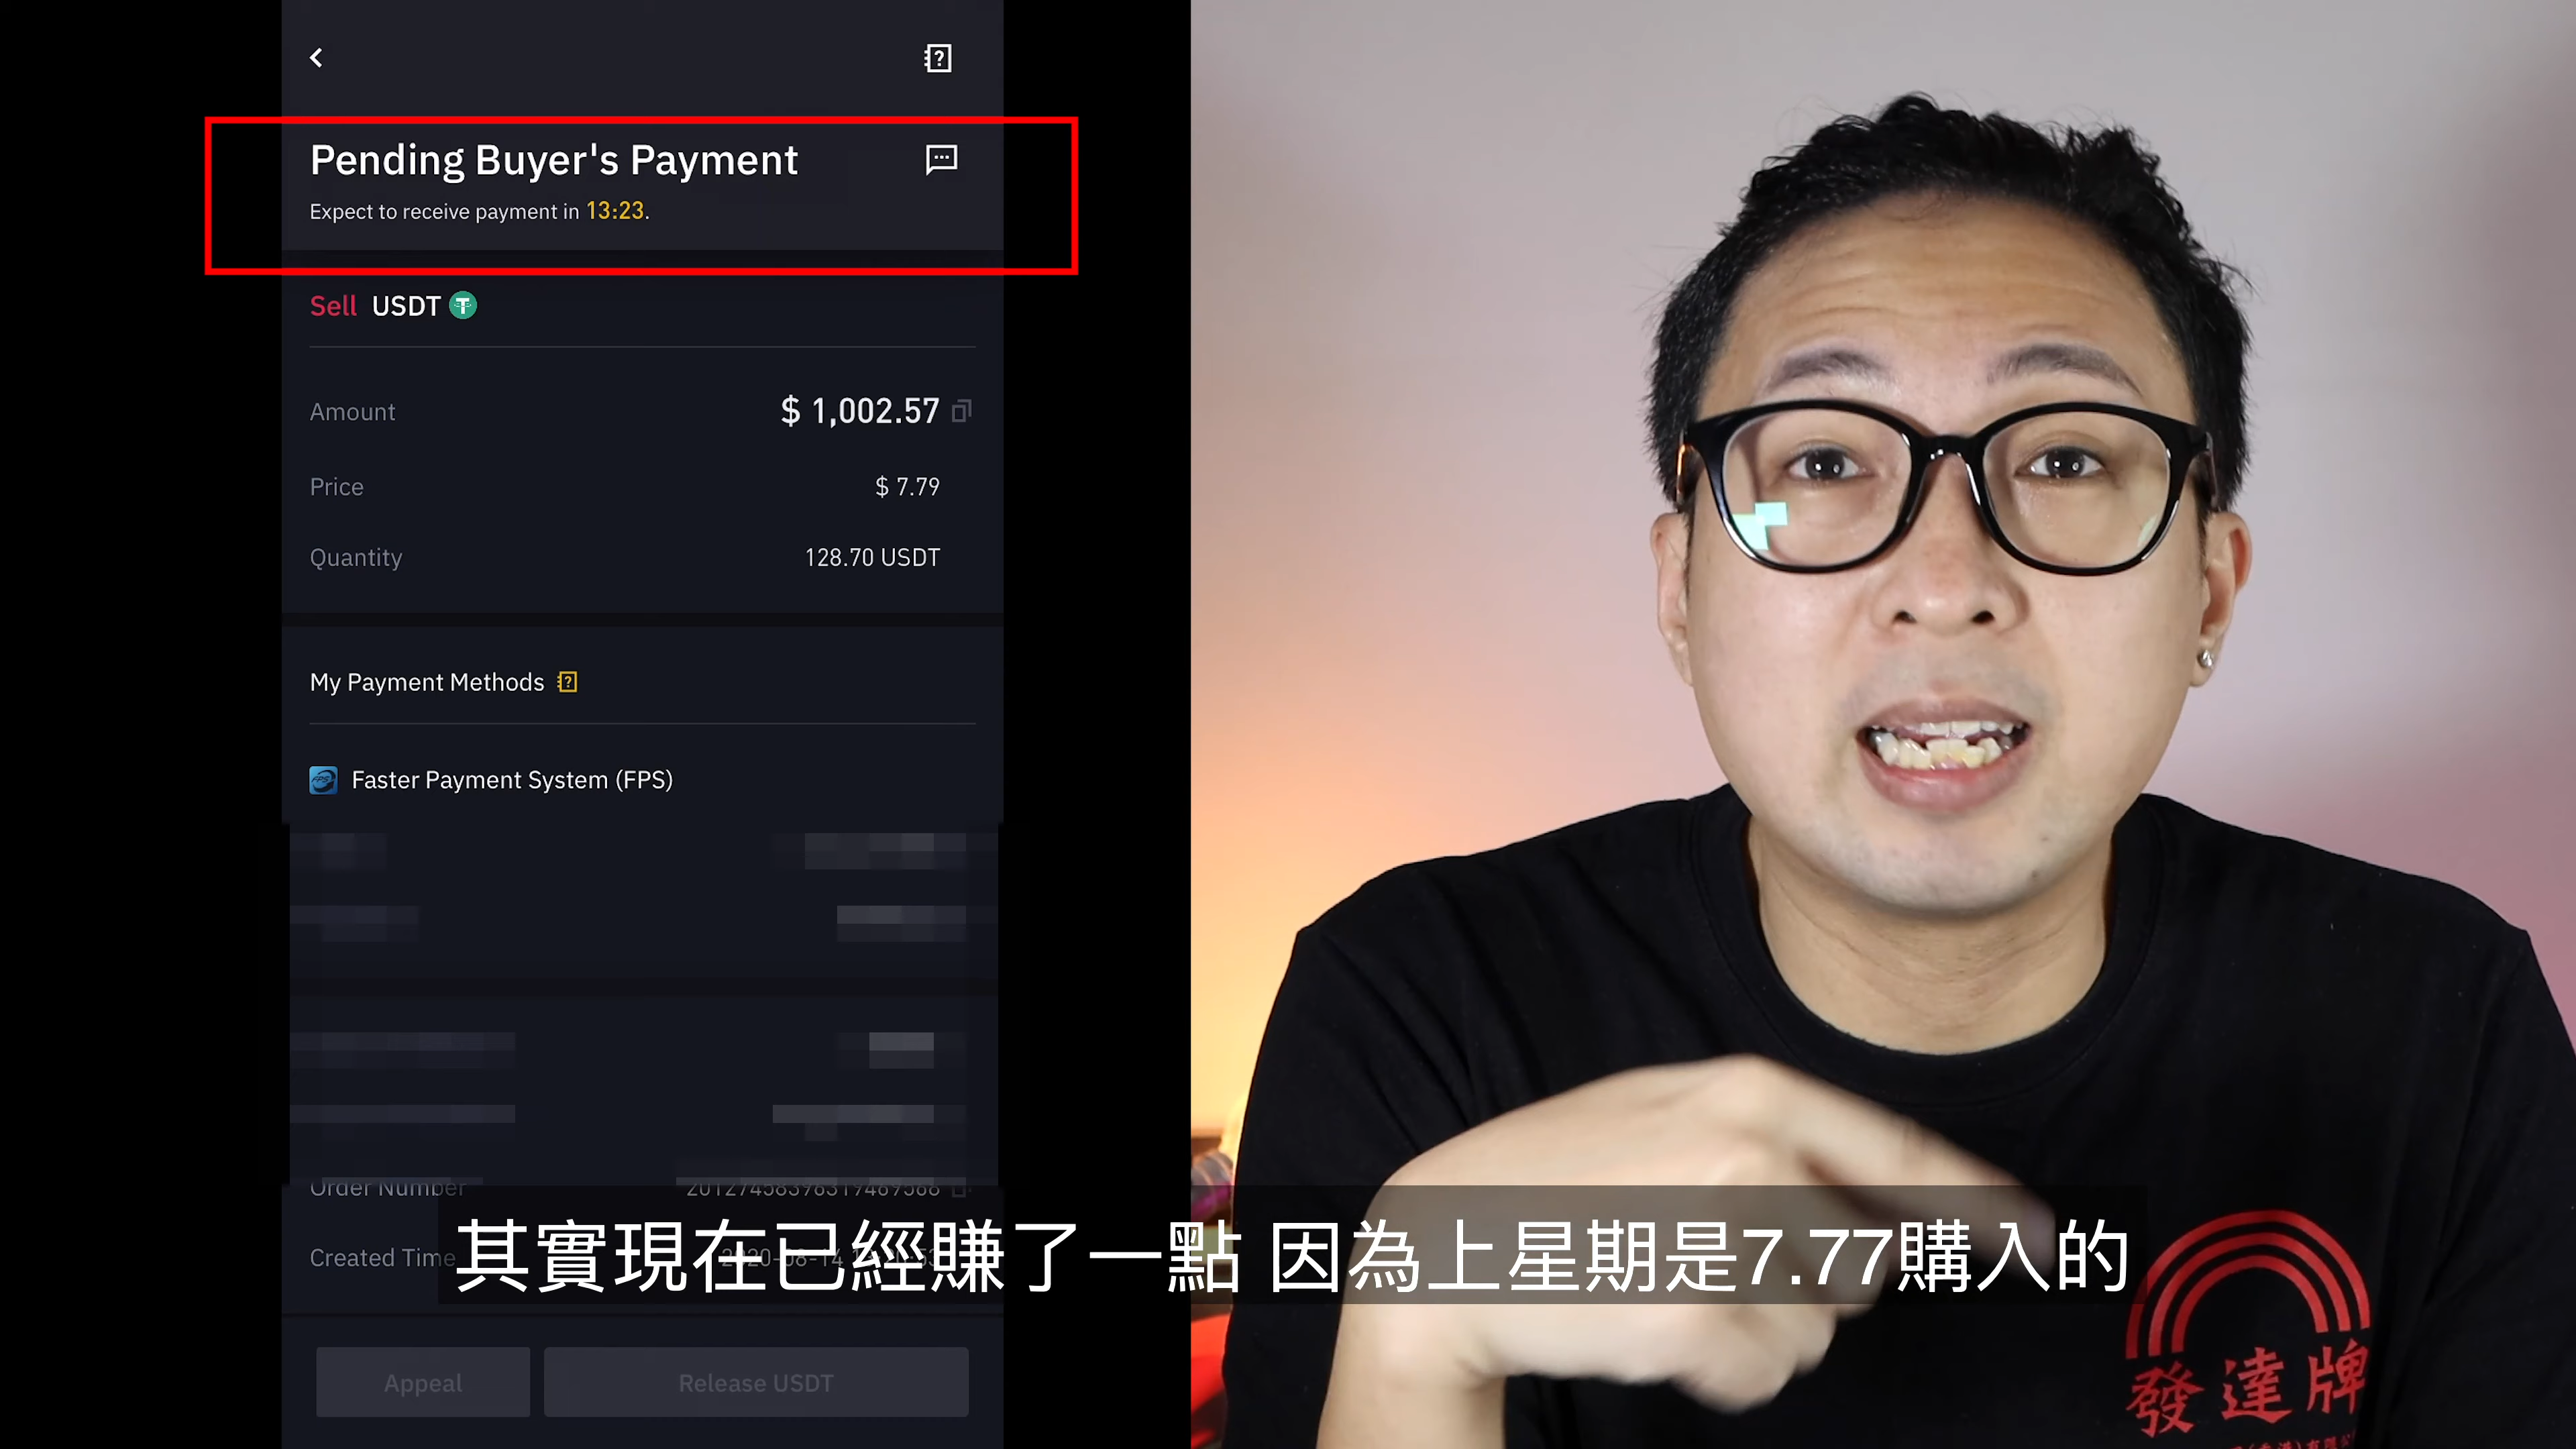 Pending Buyer's Payment
Expect to receive payment in 13:23.
Sell USDT
Amount
$ 1,002.57
Price
$ 7.79
Quantity
128.70 USDT
My Payment Methods
FPS
Faster Payment System (FPS)
Order Number
Created Time
其實現在已經賺了一點 因為上星期是7.77購入的
Appeal
Release USDT
發達牌